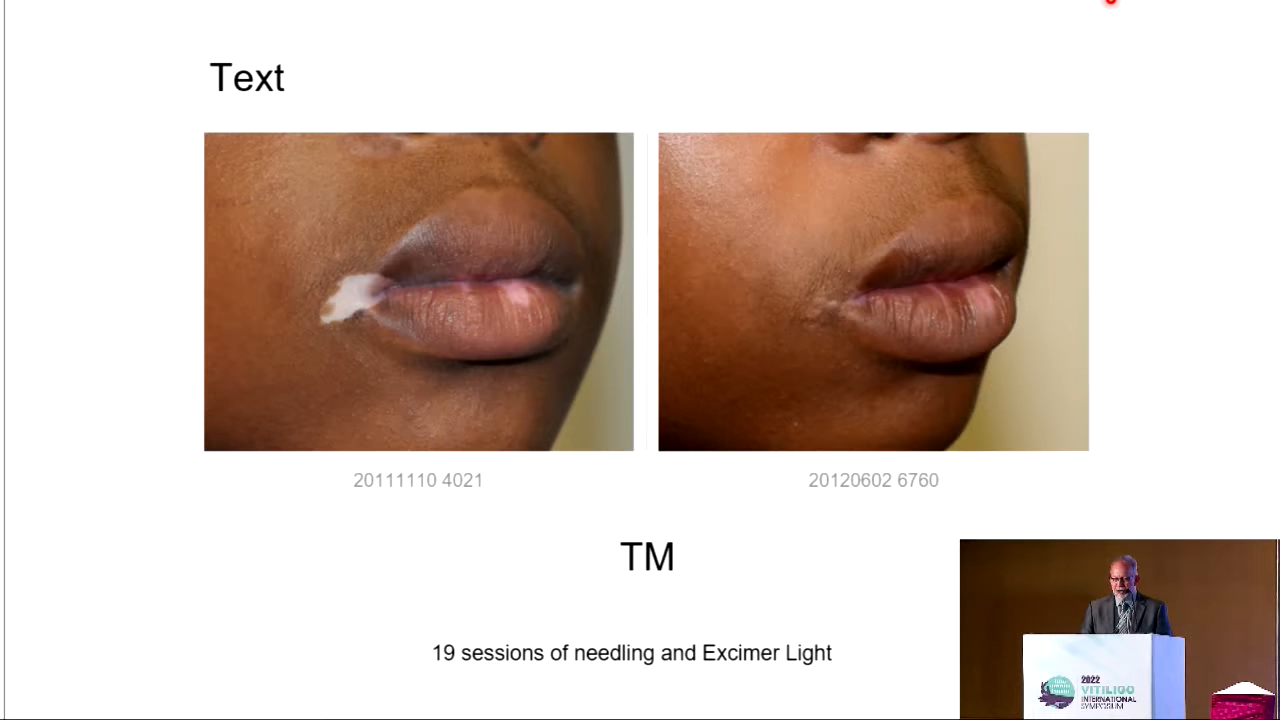 Text
20111110 4021
20120602 6760
TM
19 sessions of needling and Excimer Light
2022
VITILIGO
INTERNATIONAL
SYMPOSIUM